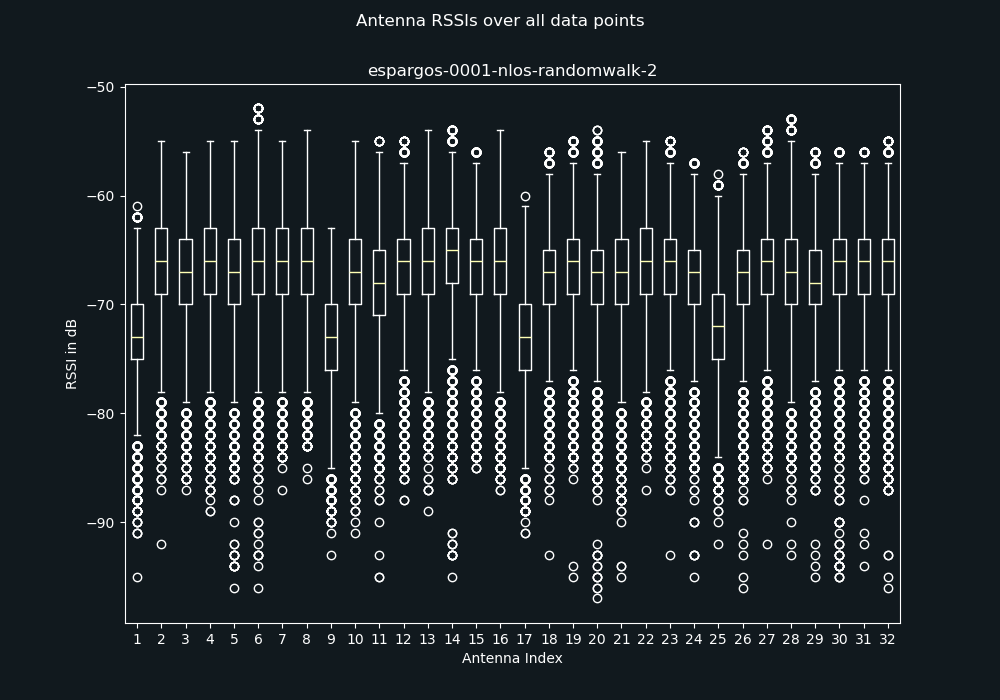 Antenna RSSIs over all data points
espargos-0001-nlos-randomwalk-2
−50
−60
−70
−80
−90
RSSI in dB
1 2 3 4 5 6 7 8 9 10 11 12 13 14 15 16 17 18 19 20 21 22 23 24 25 26 27 28 29 30 31 32
Antenna Index